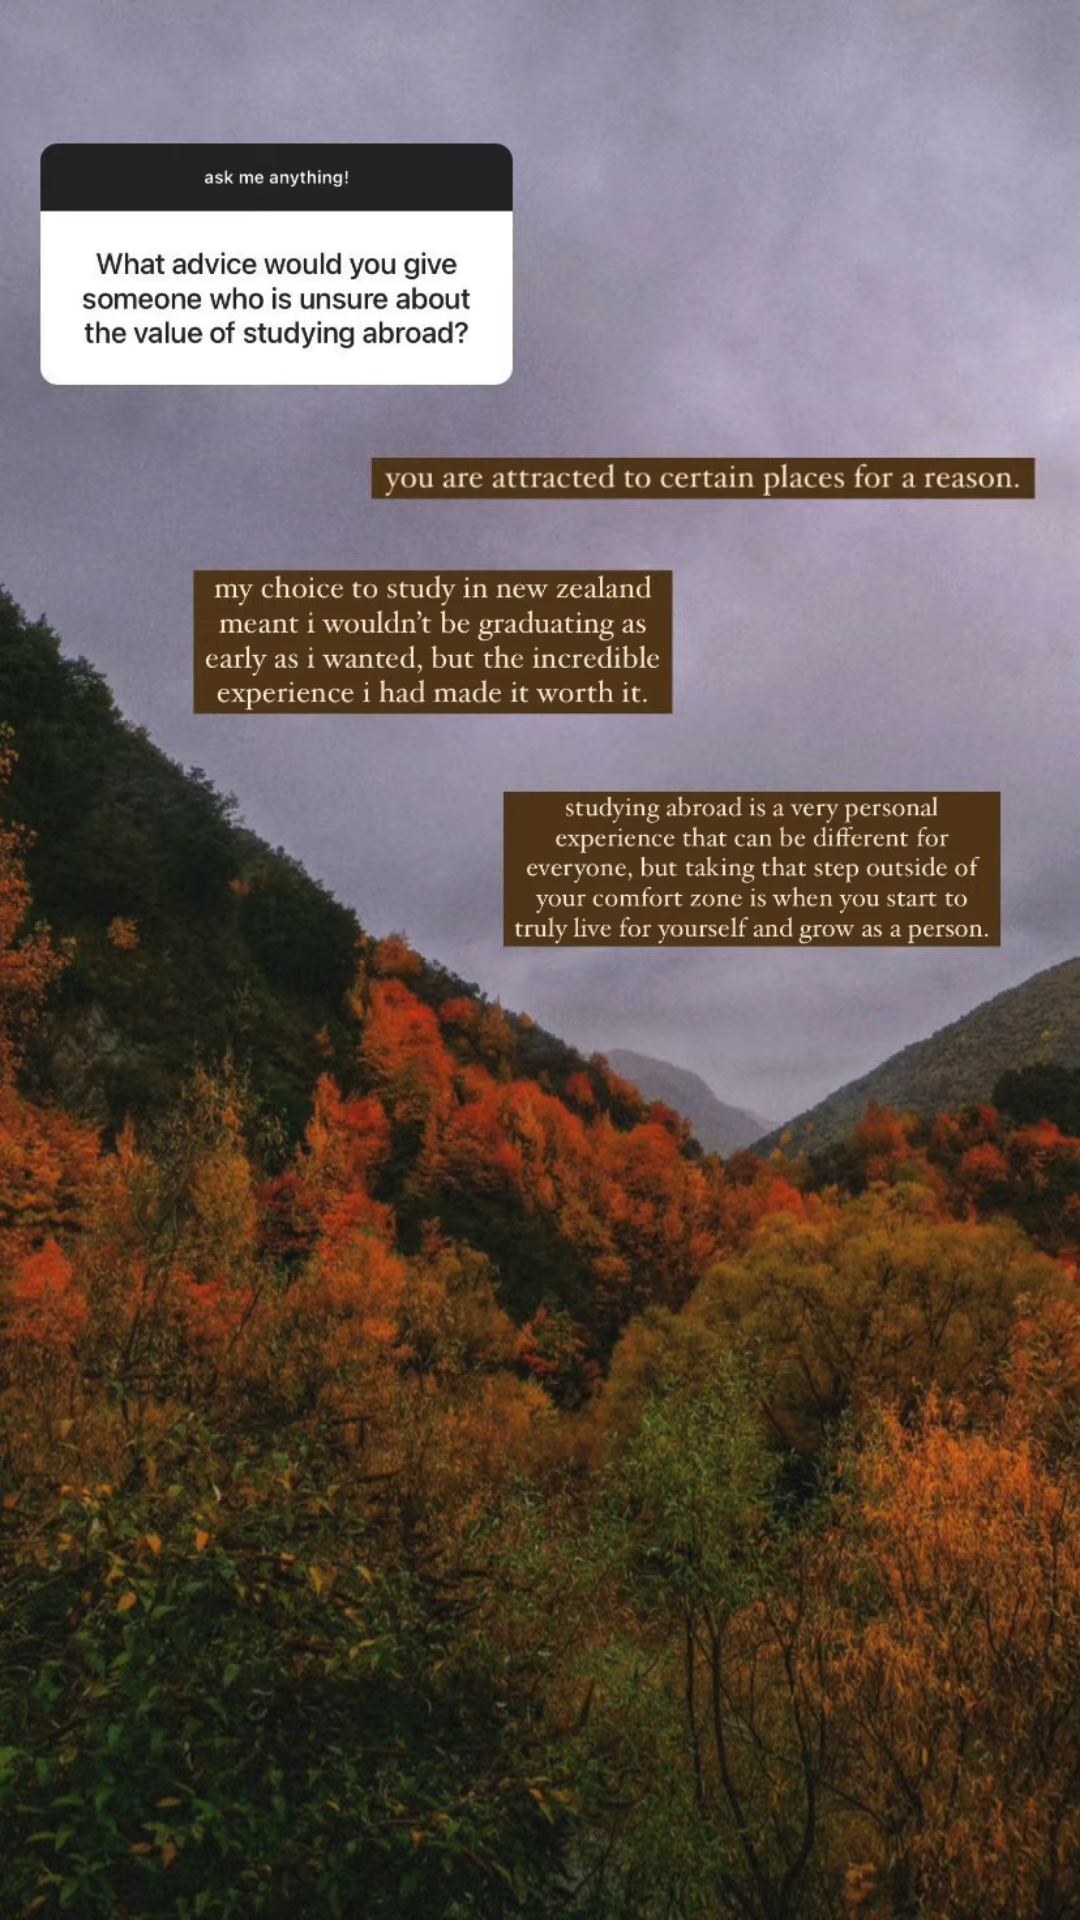 ask me anything!
What advice would you give
someone who is unsure about
the value of studying abroad?
you are attracted to certain places for a reason.
my choice to study in new zealand
meant i wouldn’t be graduating as
early as i wanted, but the incredible
experience i had made it worth it.
studying abroad is a very personal
experience that can be different for
everyone, but taking that step outside of
your comfort zone is when you start to
truly live for yourself and grow as a person.